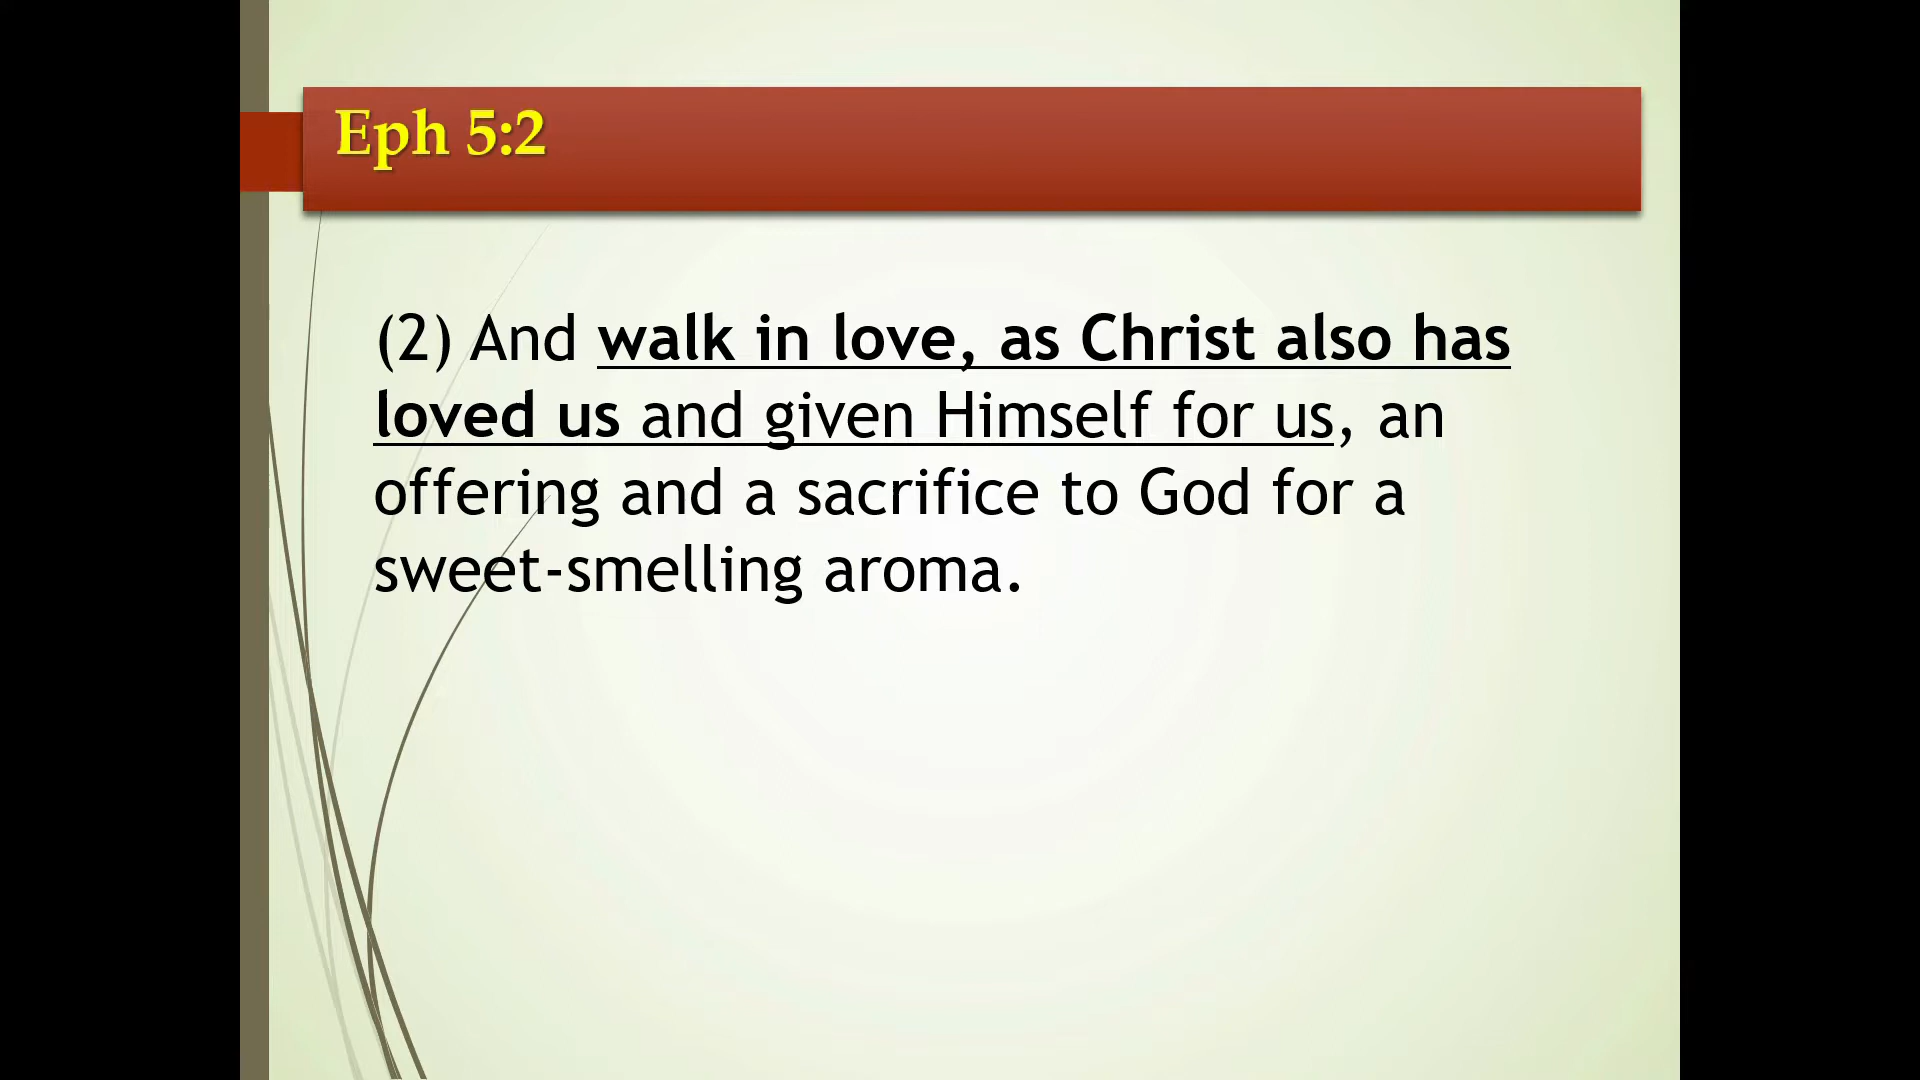 Eph 5:2
(2) And walk in love, as Christ also has
loved us and given Himself for us, an
offering and a sacrifice to God for a
sweet-smelling aroma.